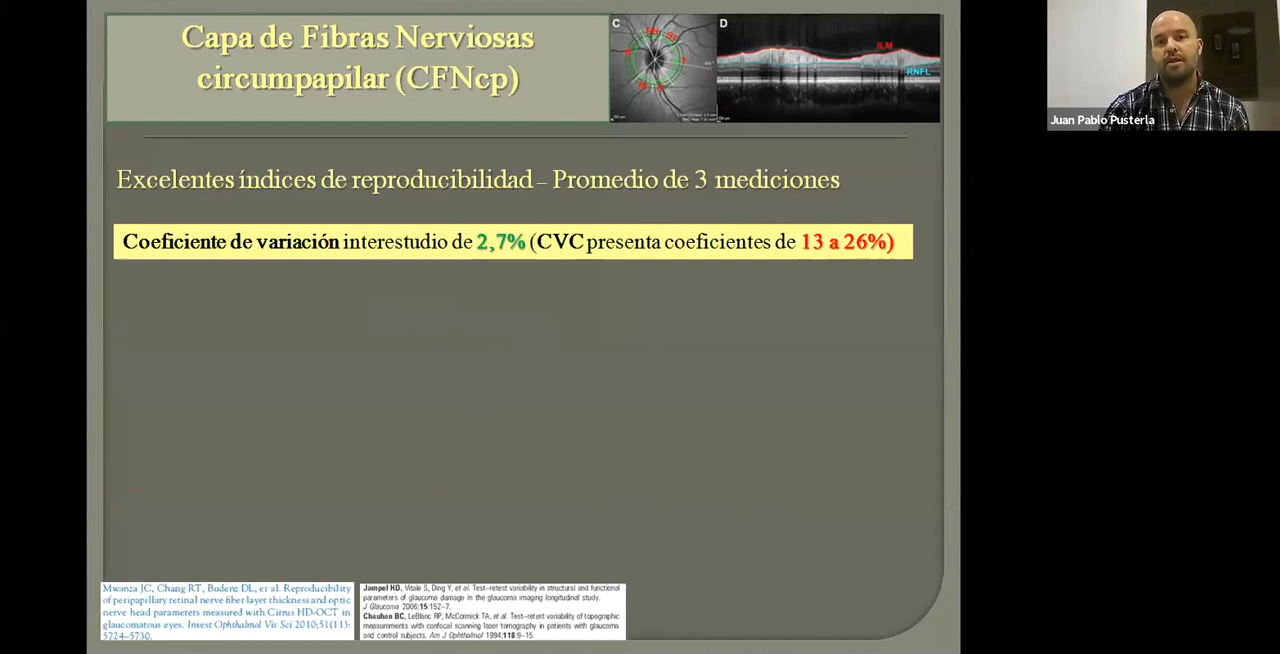 Capa de Fibras Nerviosas
circumpapilar (CFNcp)
C
D
ILM
RNFL
Juan Pablo Pusterla
Excelentes índices de reproducibilidad – Promedio de 3 mediciones
Coeficiente de variación interestudio de 2,7% (CVC presenta coeficientes de 13 a 26%)
Mwanza JC, Chang RT, Budenz DL, et al. Reproducibility
of peripapillary retinal nerve fiber layer thickness and optic
nerve head parameters measured with Cirrus HD-OCT in
glaucomatous eyes. Invest Ophthalmol Vis Sci 2010;51(11):
5724–5730.
Jampel HD, Vitale S, Ding Y, et al. Test–retest variability in structural and functional
parameters of glaucoma damage in the glaucoma imaging longitudinal study.
J Glaucoma 2006;15:152–7.
Chauhan BC, LeBlanc RP, McCormick TA, et al. Test–retest variability of topographic
measurements with confocal scanning laser tomography in patients with glaucoma
and control subjects. Am J Ophthalmol 1994;118:9–15.